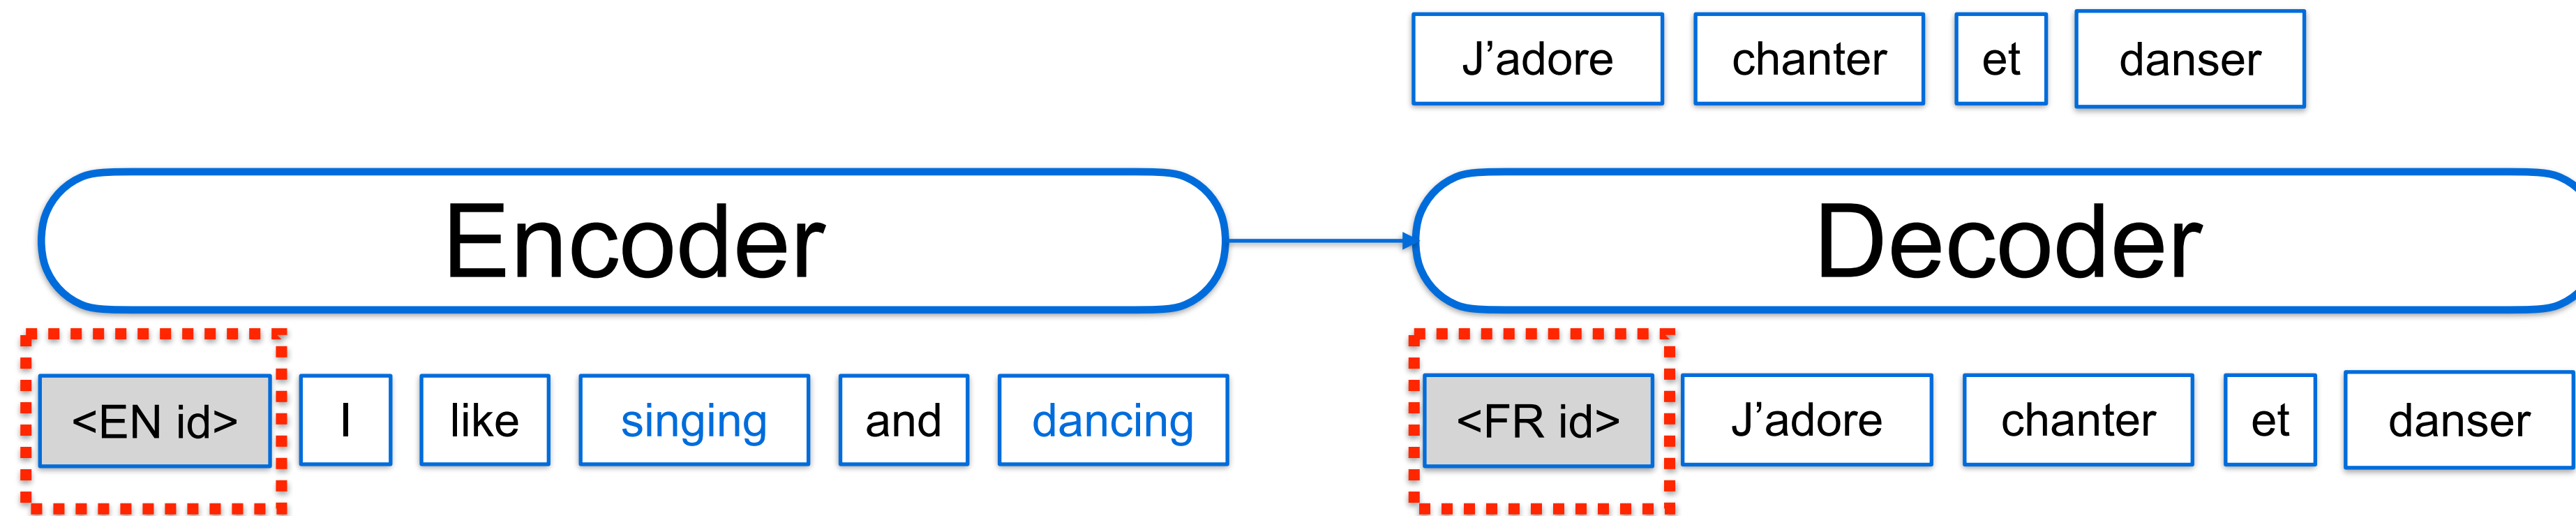 J’adore chanter et danser
Encoder Decoder
<EN id> I like singing and dancing <FR id> J’adore chanter et danser